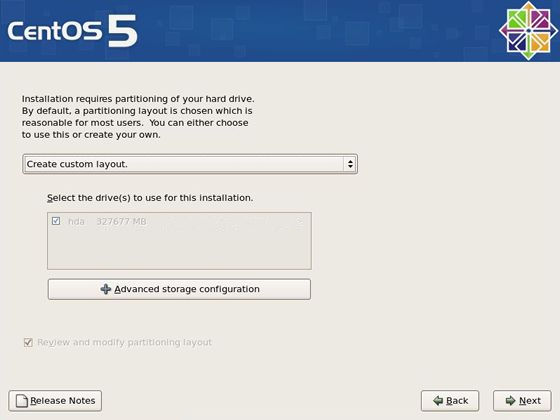 CentOS 5
Installation requires partitioning of your hard drive.
By default, a partitioning layout is chosen which is
reasonable for most users.  You can either choose
to use this or create your own.
Create custom layout.
Select the drive(s) to use for this installation.
hda 327677 MB
Advanced storage configuration
Review and modify partitioning layout
Release Notes
Back
Next